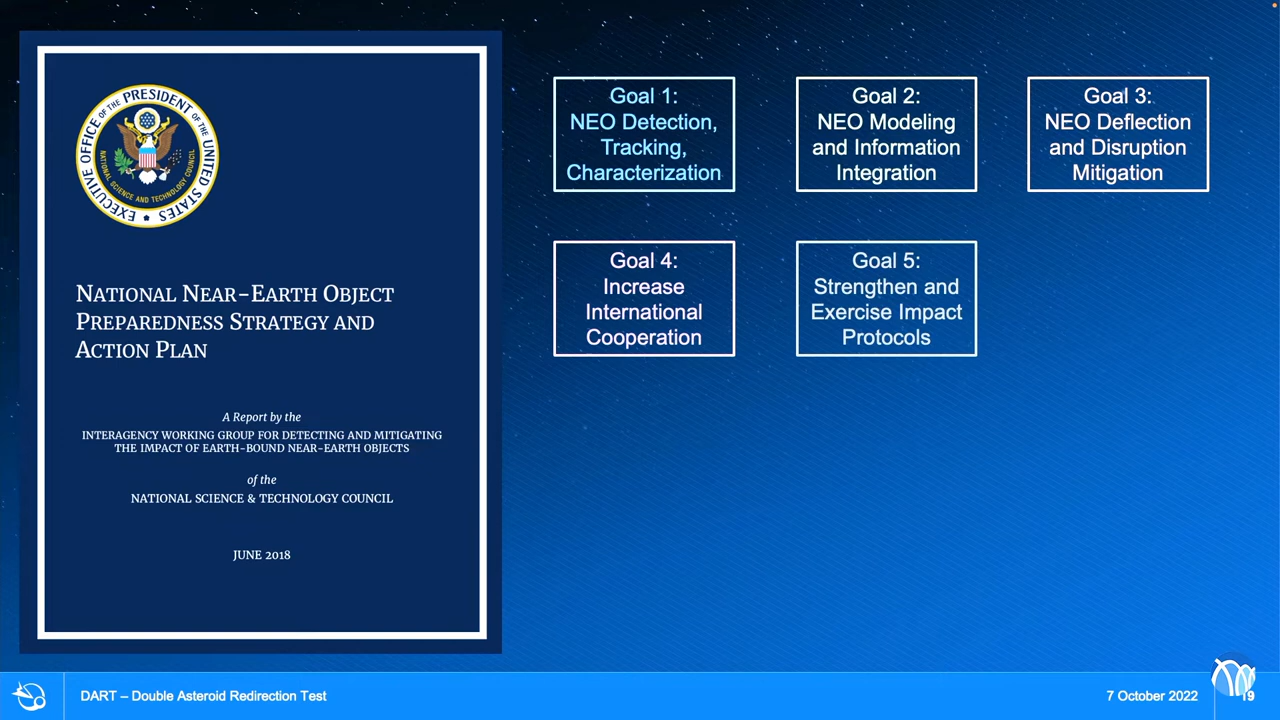 EXECUTIVE OFFICE OF THE PRESIDENT OF THE UNITED STATES
NATIONAL SCIENCE AND TECHNOLOGY COUNCIL
NATIONAL NEAR-EARTH OBJECT
PREPAREDNESS STRATEGY AND
ACTION PLAN
A Report by the
INTERAGENCY WORKING GROUP FOR DETECTING AND MITIGATING
THE IMPACT OF EARTH-BOUND NEAR-EARTH OBJECTS
of the
NATIONAL SCIENCE & TECHNOLOGY COUNCIL
JUNE 2018
Goal 1:
NEO Detection,
Tracking,
Characterization
Goal 2:
NEO Modeling
and Information
Integration
Goal 3:
NEO Deflection
and Disruption
Mitigation
Goal 4:
Increase
International
Cooperation
Goal 5:
Strengthen and
Exercise Impact
Protocols
DART – Double Asteroid Redirection Test
7 October 2022
19